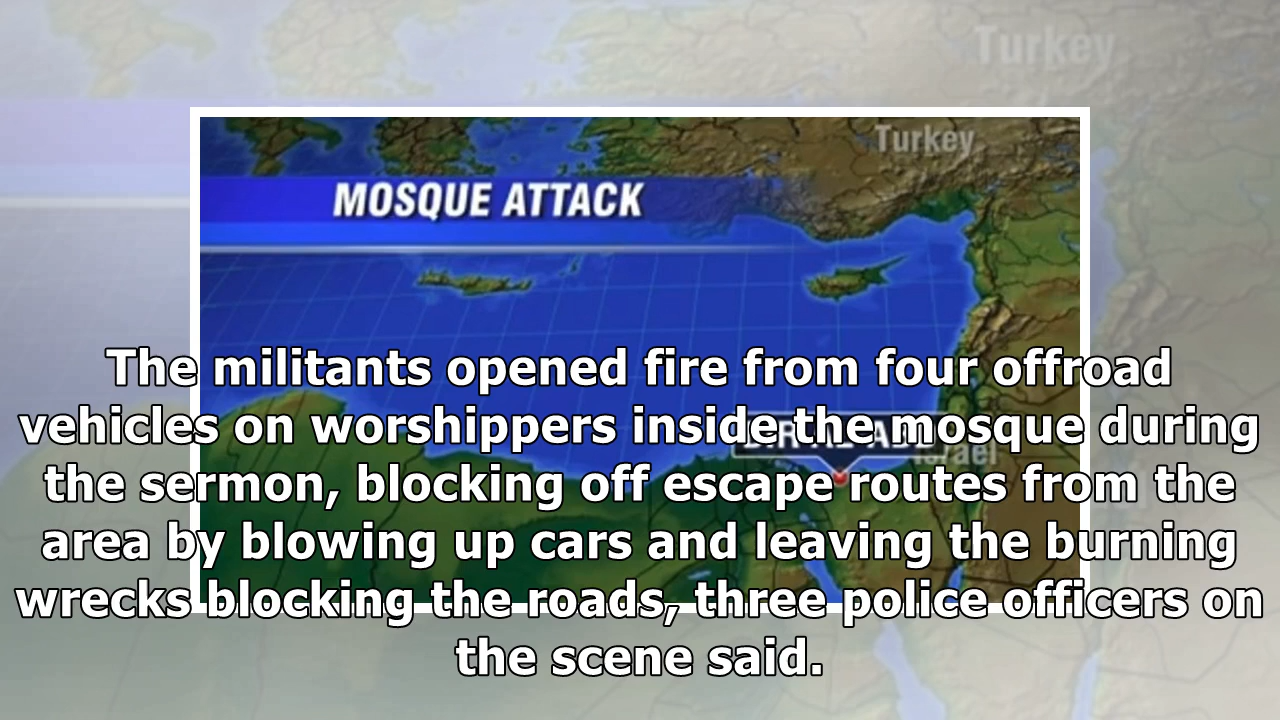 Turkey
Turkey
MOSQUE ATTACK
The militants opened fire from four offroad
vehicles on worshippers inside the mosque during
Israel
the sermon, blocking off escape routes from the
area by blowing up cars and leaving the burning
wrecks blocking the roads, three police officers on
the scene said.